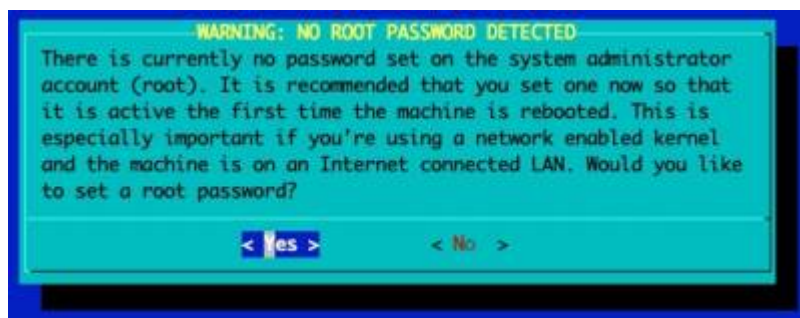 WARNING: NO ROOT PASSWORD DETECTED
There is currently no password set on the system administrator
account (root). It is recommended that you set one now so that
it is active the first time the machine is rebooted. This is
especially important if you're using a network enabled kernel
and the machine is on an Internet connected LAN. Would you like
to set a root password?
< Yes > < No >